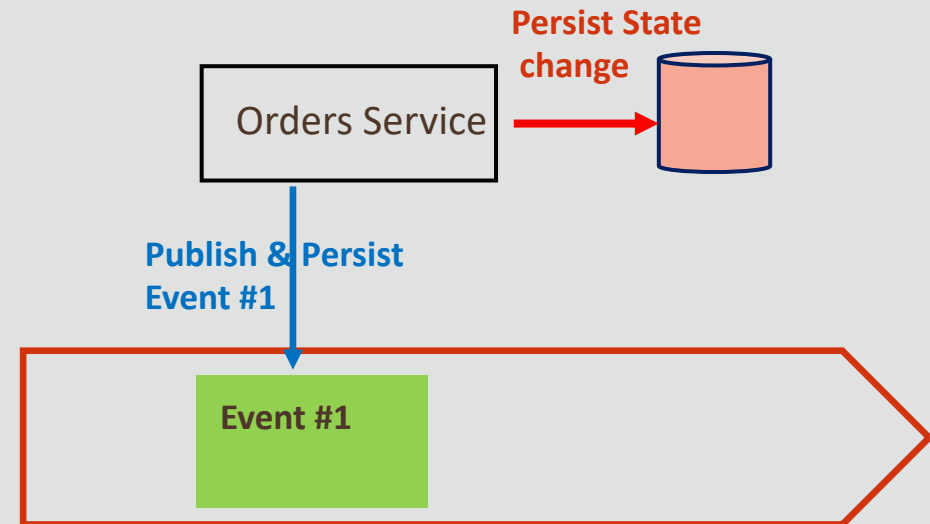 Persist State
change
Orders Service
Publish & Persist
Event #1
Event #1